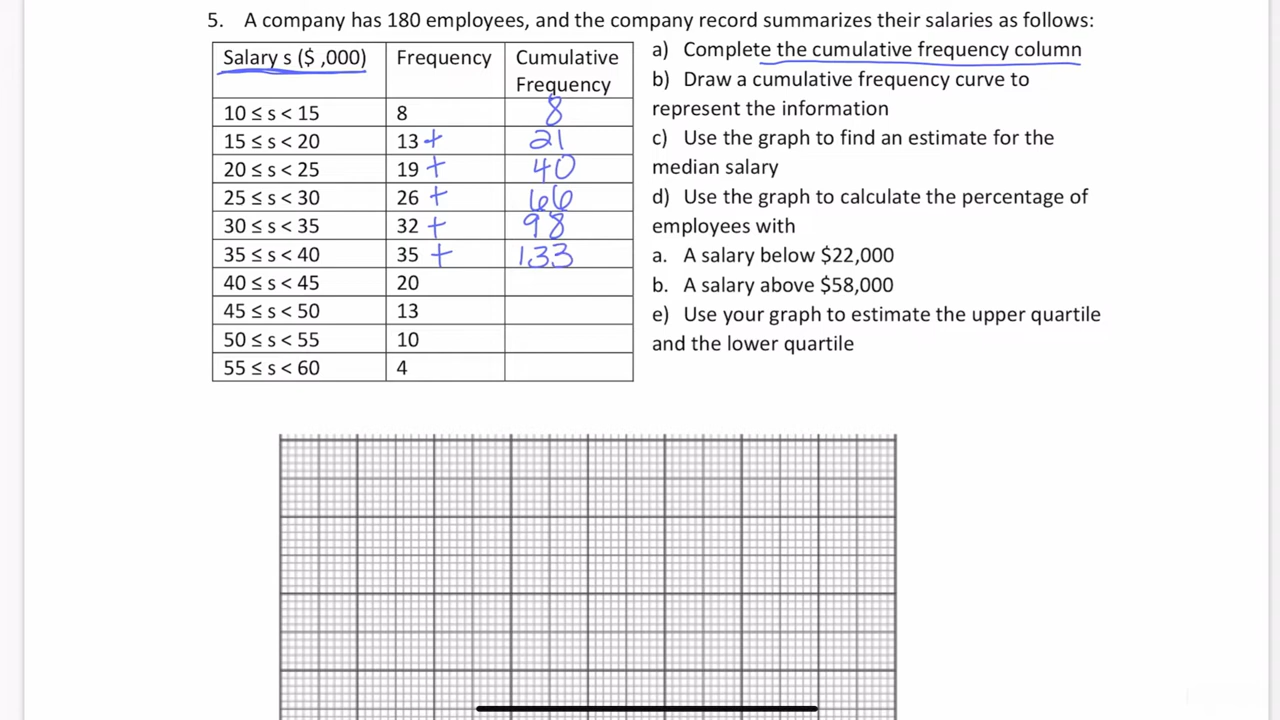 5. A company has 180 employees, and the company record summarizes their salaries as follows:
Salary s ($ ,000) Frequency Cumulative Frequency
10 ≤ s < 15 8 8
15 ≤ s < 20 13 + 21
20 ≤ s < 25 19 + 40
25 ≤ s < 30 26 + 66
30 ≤ s < 35 32 + 98
35 ≤ s < 40 35 + 133
40 ≤ s < 45 20
45 ≤ s < 50 13
50 ≤ s < 55 10
55 ≤ s < 60 4
a) Complete the cumulative frequency column
b) Draw a cumulative frequency curve to
represent the information
c) Use the graph to find an estimate for the
median salary
d) Use the graph to calculate the percentage of
employees with
a. A salary below $22,000
b. A salary above $58,000
e) Use your graph to estimate the upper quartile
and the lower quartile